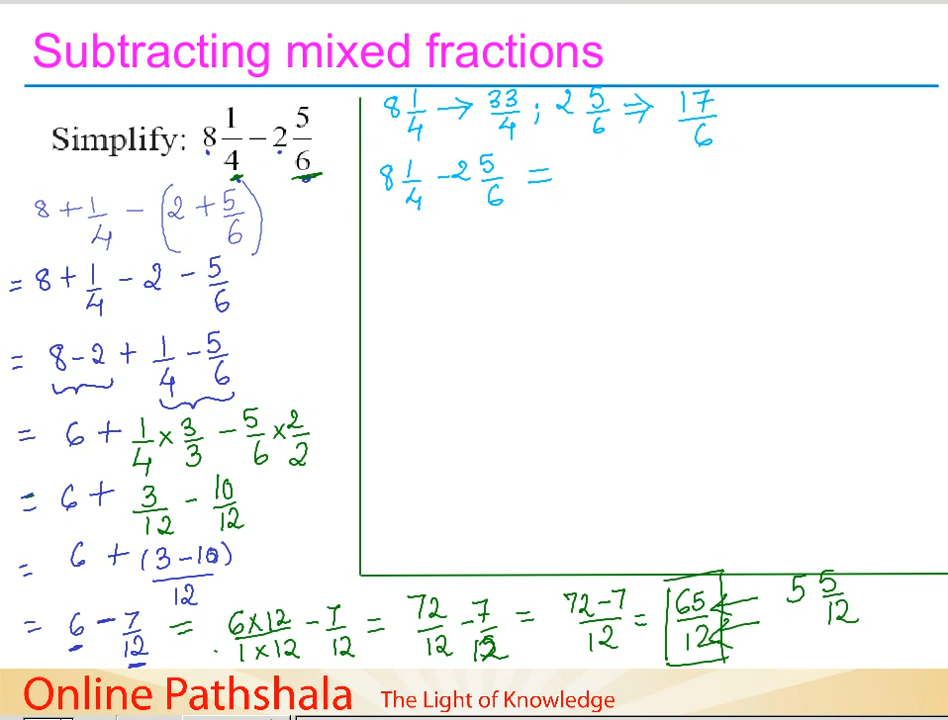 Subtracting mixed fractions
Simplify: 8 1/4 − 2 5/6
8 + 1/4 − (2 + 5/6)
= 8 + 1/4 − 2 − 5/6
= 8 − 2 + 1/4 − 5/6
= 6 + 1/4 × 3/3 − 5/6 × 2/2
= 6 + 3/12 − 10/12
= 6 + (3 − 10)/12
= 6 − 7/12 = 6×12/1×12 − 7/12 = 72/12 − 7/12 = 72−7/12 = 65/12 5 5/12
8 1/4 → 33/4 ; 2 5/6 ⇒ 17/6
8 1/4 − 2 5/6 =
Online Pathshala The Light of Knowledge